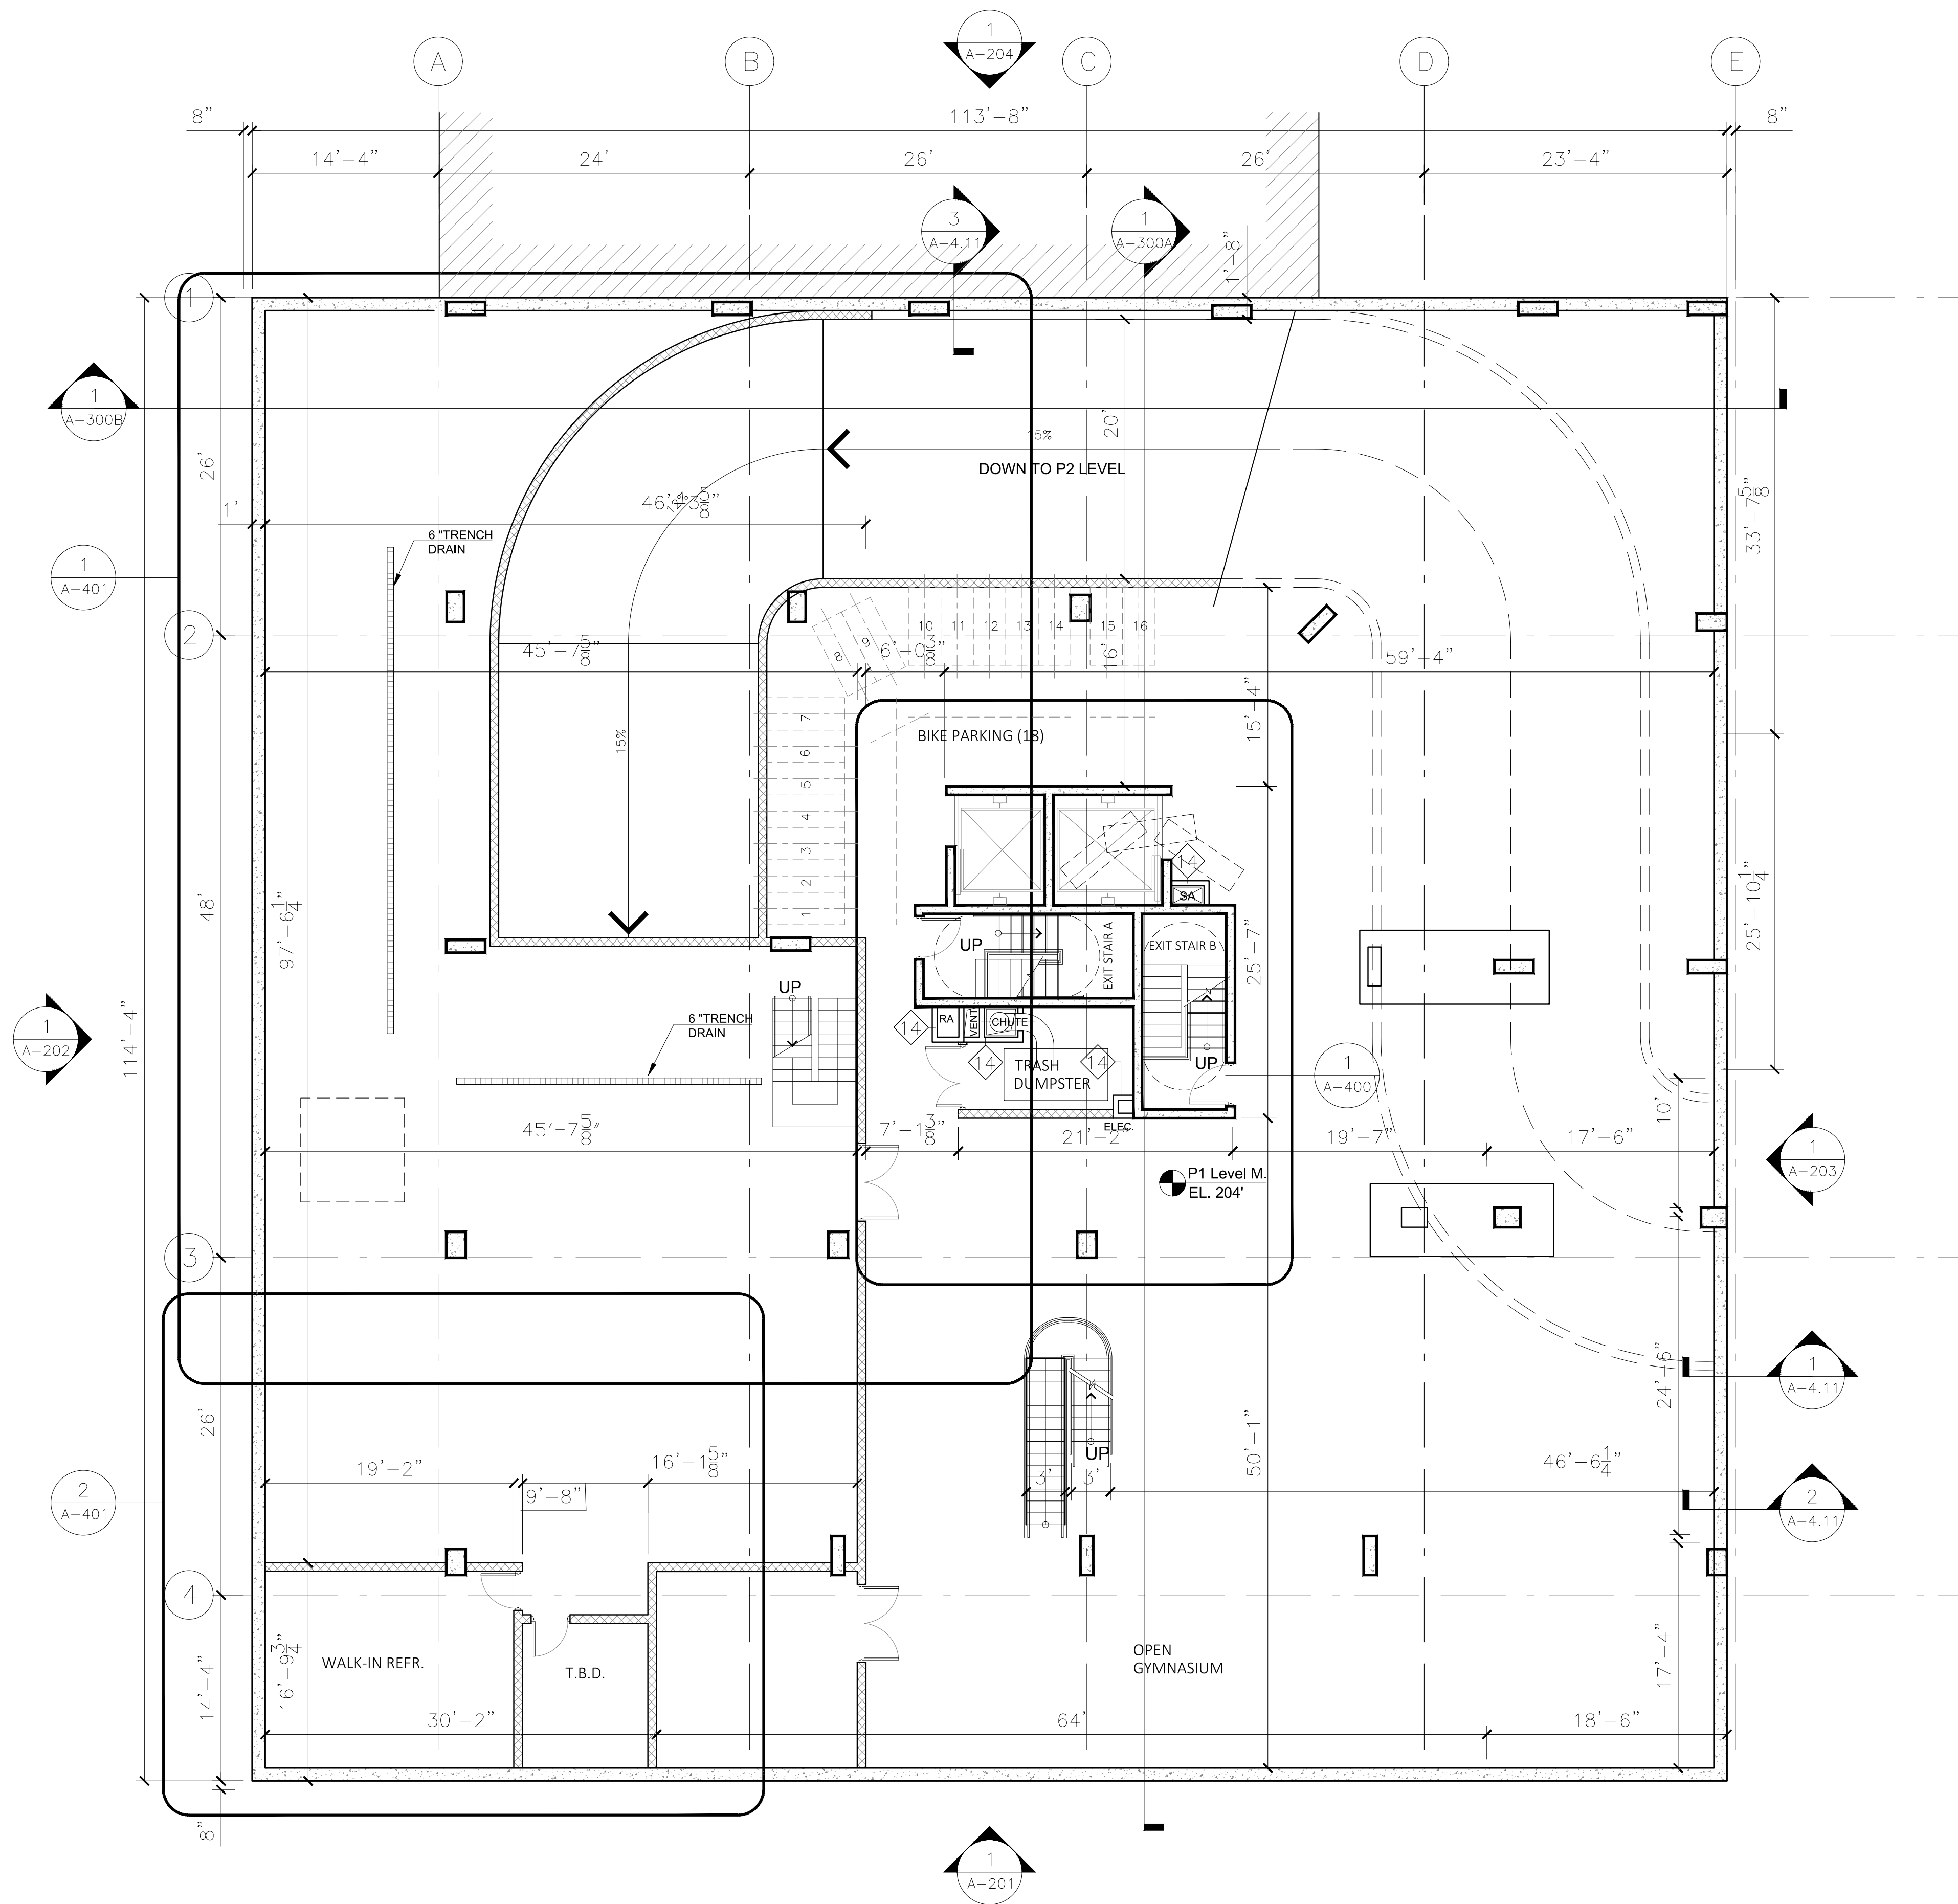 1
A-204
A
B
C
D
E
8"
113'-8"
8"
14'-4"
24'
26'
26'
23'-4"
3
A-4.11
1
A-300A
1'-8"
1
1
A-300B
15%
20'
DOWN TO P2 LEVEL
26'
1'
46'-3 5/8"
12%
33'-7 5/8"
6 "TRENCH
DRAIN
1
A-401
2
10
11
12
13
14
15
16
8
9
45'-7 5/8"
6'-0 3/8"
16'
59'-4"
15'-4"
7
6
5
4
3
2
1
15%
BIKE PARKING (18)
48'
97'-6 1/4"
14
SA
25'-10 1/4"
UP
EXIT STAIR A
EXIT STAIR B
25'-7"
UP
6 "TRENCH
DRAIN
RA
VENT
CHUTE
14
14
14
TRASH
DUMPSTER
UP
1
A-202
114'-4"
1
A-400
10'
45'-7 5/8"
7'-1 3/8"
ELEC.
21'-2"
19'-7"
17'-6"
1
A-203
P1 Level M.
EL. 204'
3
1
A-4.11
24'-6"
26'
50'-1"
19'-2"
9'-8"
16'-1 5/8"
UP
3'
3'
46'-6 1/4"
2
A-401
2
A-4.11
4
WALK-IN REFR.
T.B.D.
OPEN
GYMNASIUM
14'-4"
16'-9 3/4"
17'-4"
30'-2"
64'
18'-6"
8"
1
A-201